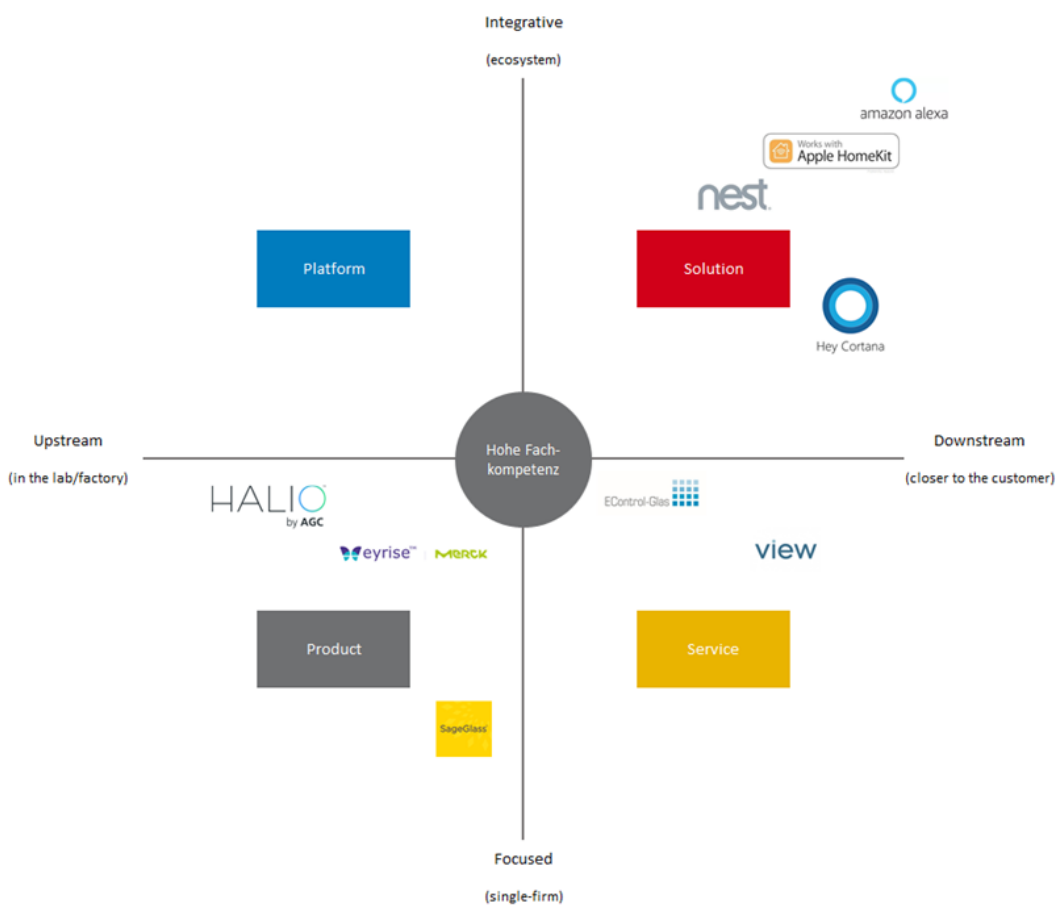 Integrative
(ecosystem)
amazon alexa
Works with
Apple HomeKit
nest
Platform
Solution
Hey Cortana
Upstream
(in the lab/factory)
Hohe Fach-
kompetenz
Downstream
(closer to the customer)
HALIO™
by AGC
EControl-Glas
eyrise™ | MERCK
view
Product
Service
SageGlass®
Focused
(single-firm)